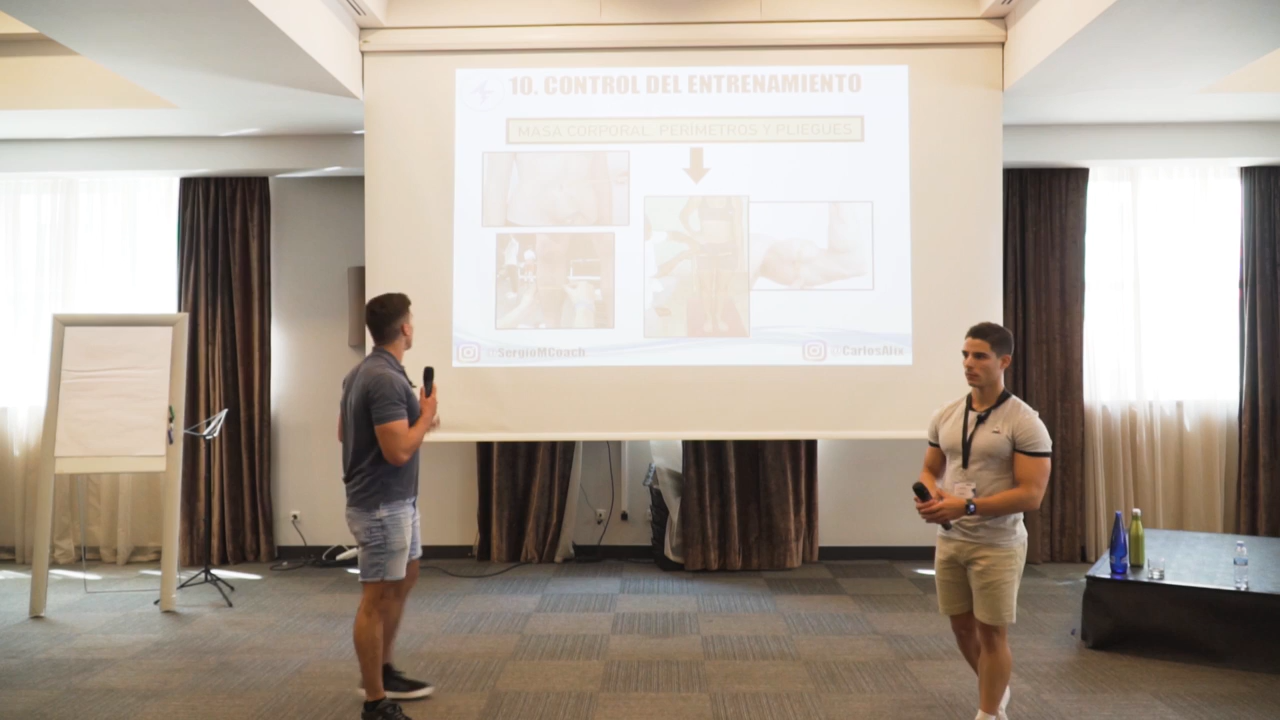 10. CONTROL DEL ENTRENAMIENTO
MASA CORPORAL, PERÍMETROS Y PLIEGUES
@SergioMCoach
@CarlosAlix